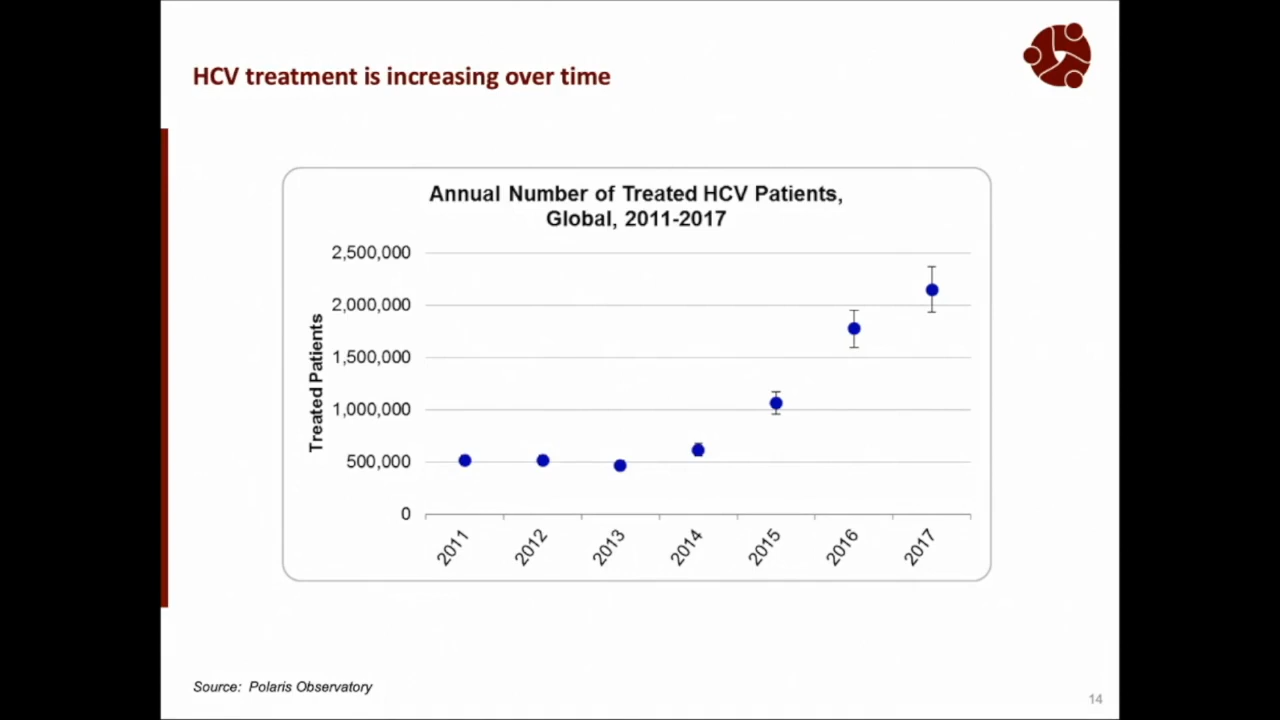 HCV treatment is increasing over time
Annual Number of Treated HCV Patients,
Global, 2011-2017
2,500,000
2,000,000
1,500,000
1,000,000
500,000
0
Treated Patients
2011
2012
2013
2014
2015
2016
2017
Source: Polaris Observatory
14